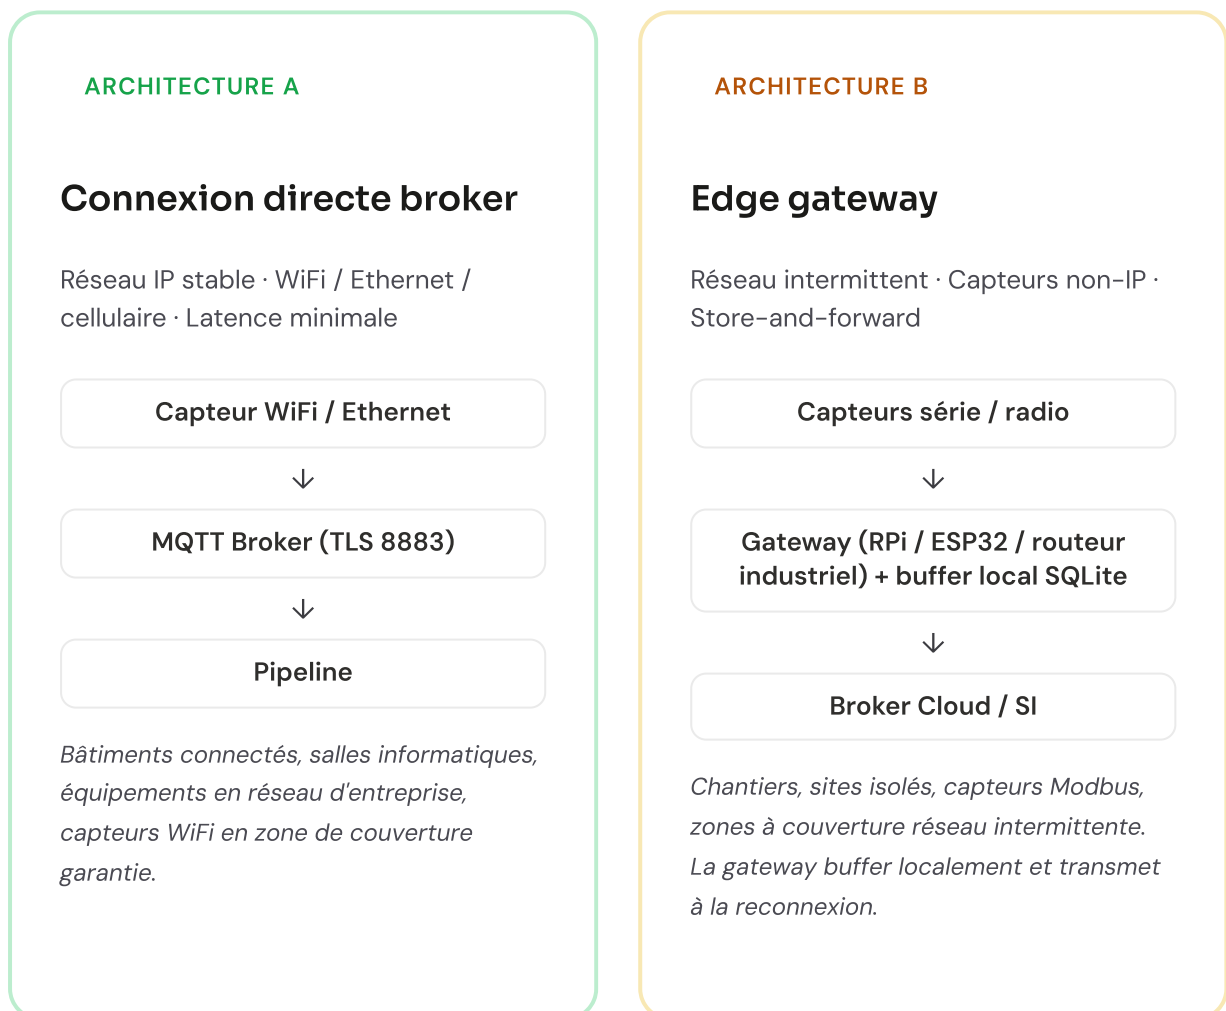 ARCHITECTURE A
Connexion directe broker
Réseau IP stable · WiFi / Ethernet /
cellulaire · Latence minimale
Capteur WiFi / Ethernet
↓
MQTT Broker (TLS 8883)
↓
Pipeline
Bâtiments connectés, salles informatiques,
équipements en réseau d'entreprise,
capteurs WiFi en zone de couverture
garantie.
ARCHITECTURE B
Edge gateway
Réseau intermittent · Capteurs non-IP ·
Store-and-forward
Capteurs série / radio
↓
Gateway (RPi / ESP32 / routeur
industriel) + buffer local SQLite
↓
Broker Cloud / SI
Chantiers, sites isolés, capteurs Modbus,
zones à couverture réseau intermittente.
La gateway buffer localement et transmet
à la reconnexion.